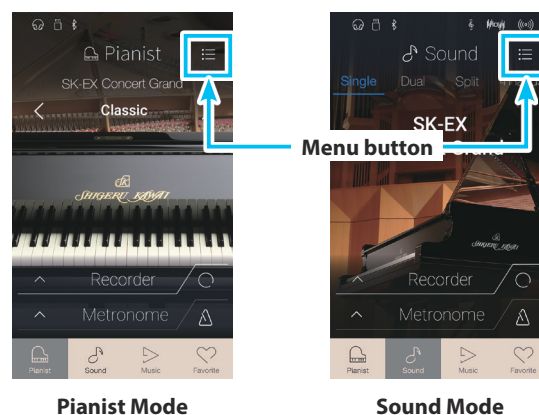 Pianist
SK-EX Concert Grand
Classic
SHIGERU KAWAI
Recorder
Metronome
Pianist
Sound
Music
Favorite
Pianist Mode
Menu button
Sound
Single
Dual
Split
SK-EX
Grand
SHIGERU KAWAI
Recorder
Metronome
Pianist
Sound
Music
Favorite
Sound Mode